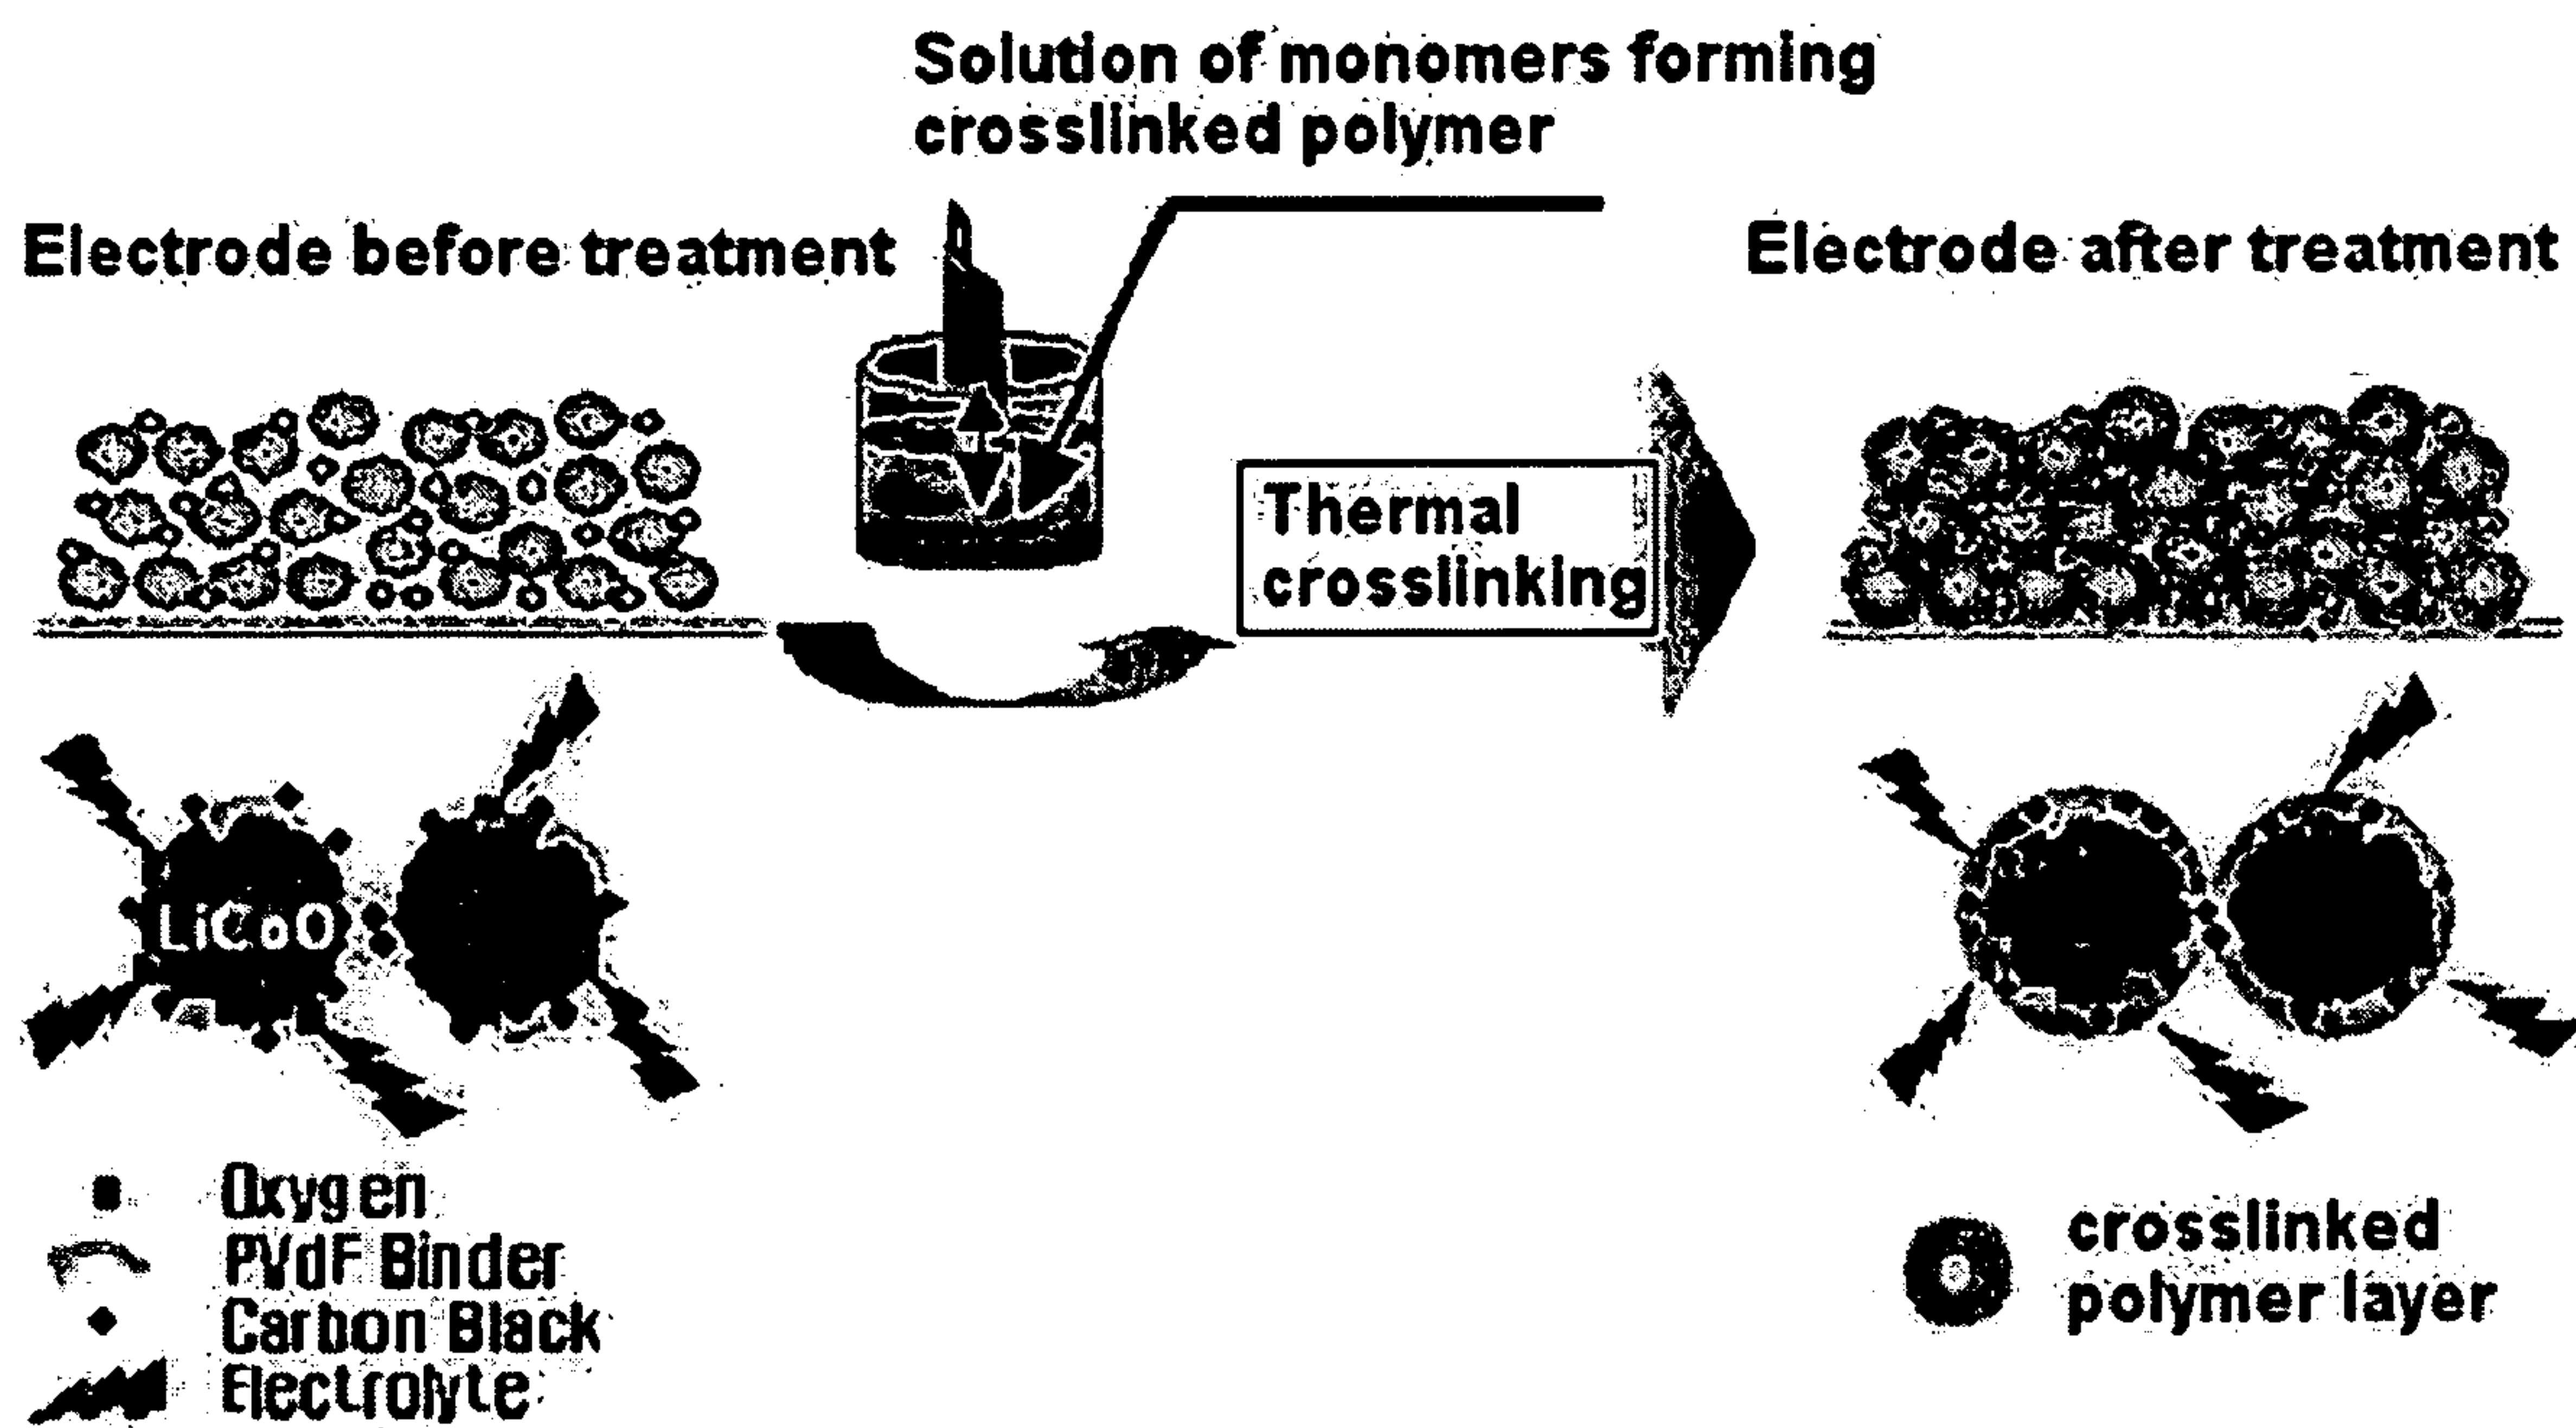 Solution of monomers forming
crosslinked polymer
Electrode before treatment
Electrode after treatment
Thermal
crosslinking
LiCoO
Oxygen
PVdF Binder
Carbon Black
Electrolyte
crosslinked
polymer layer